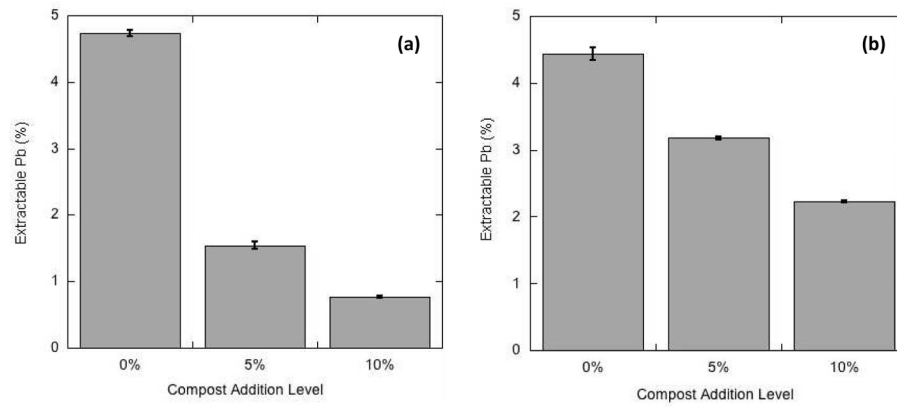 5
4
3
2
1
0
Extractable Pb (%)
(a)
0% 5% 10%
Compost Addition Level
5
4
3
2
1
0
Extractable Pb (%)
(b)
0% 5% 10%
Compost Addition Level